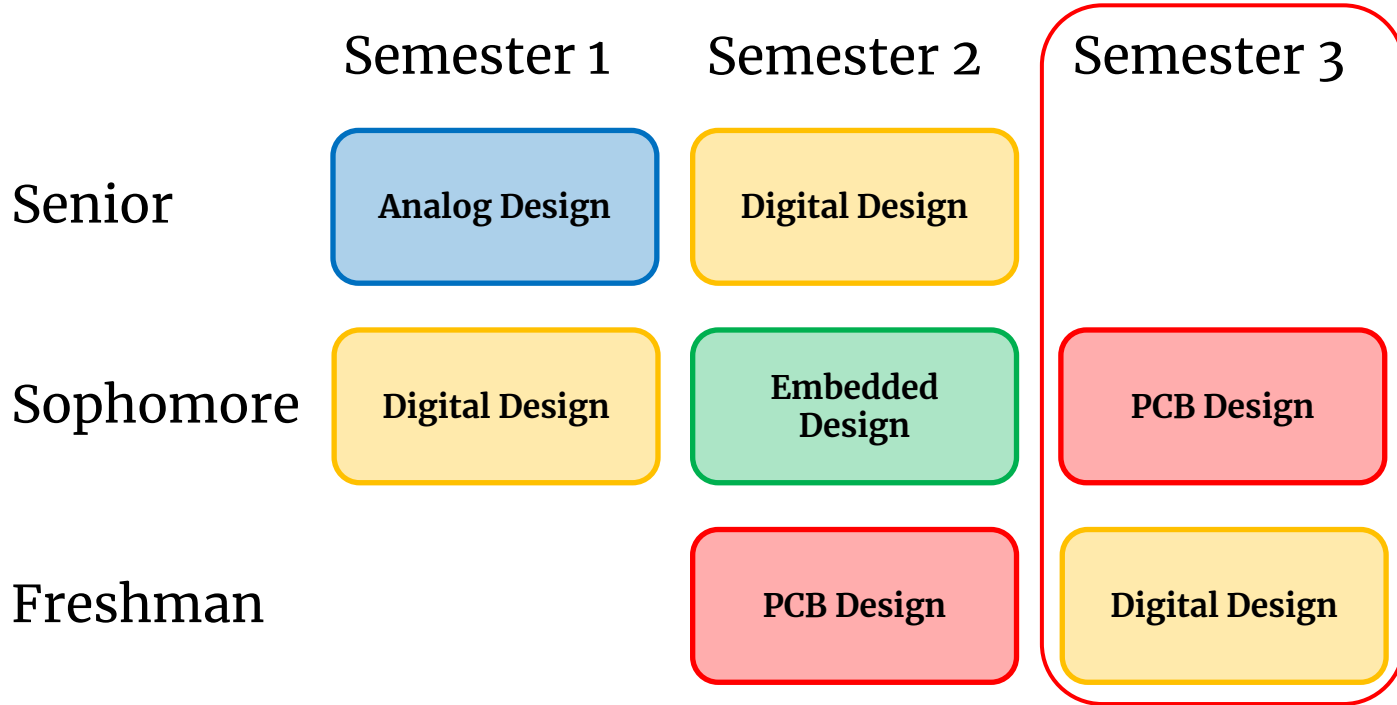 Semester 1 Semester 2 Semester 3
Senior
Analog Design
Digital Design
Sophomore
Digital Design
Embedded
Design
PCB Design
Freshman
PCB Design
Digital Design